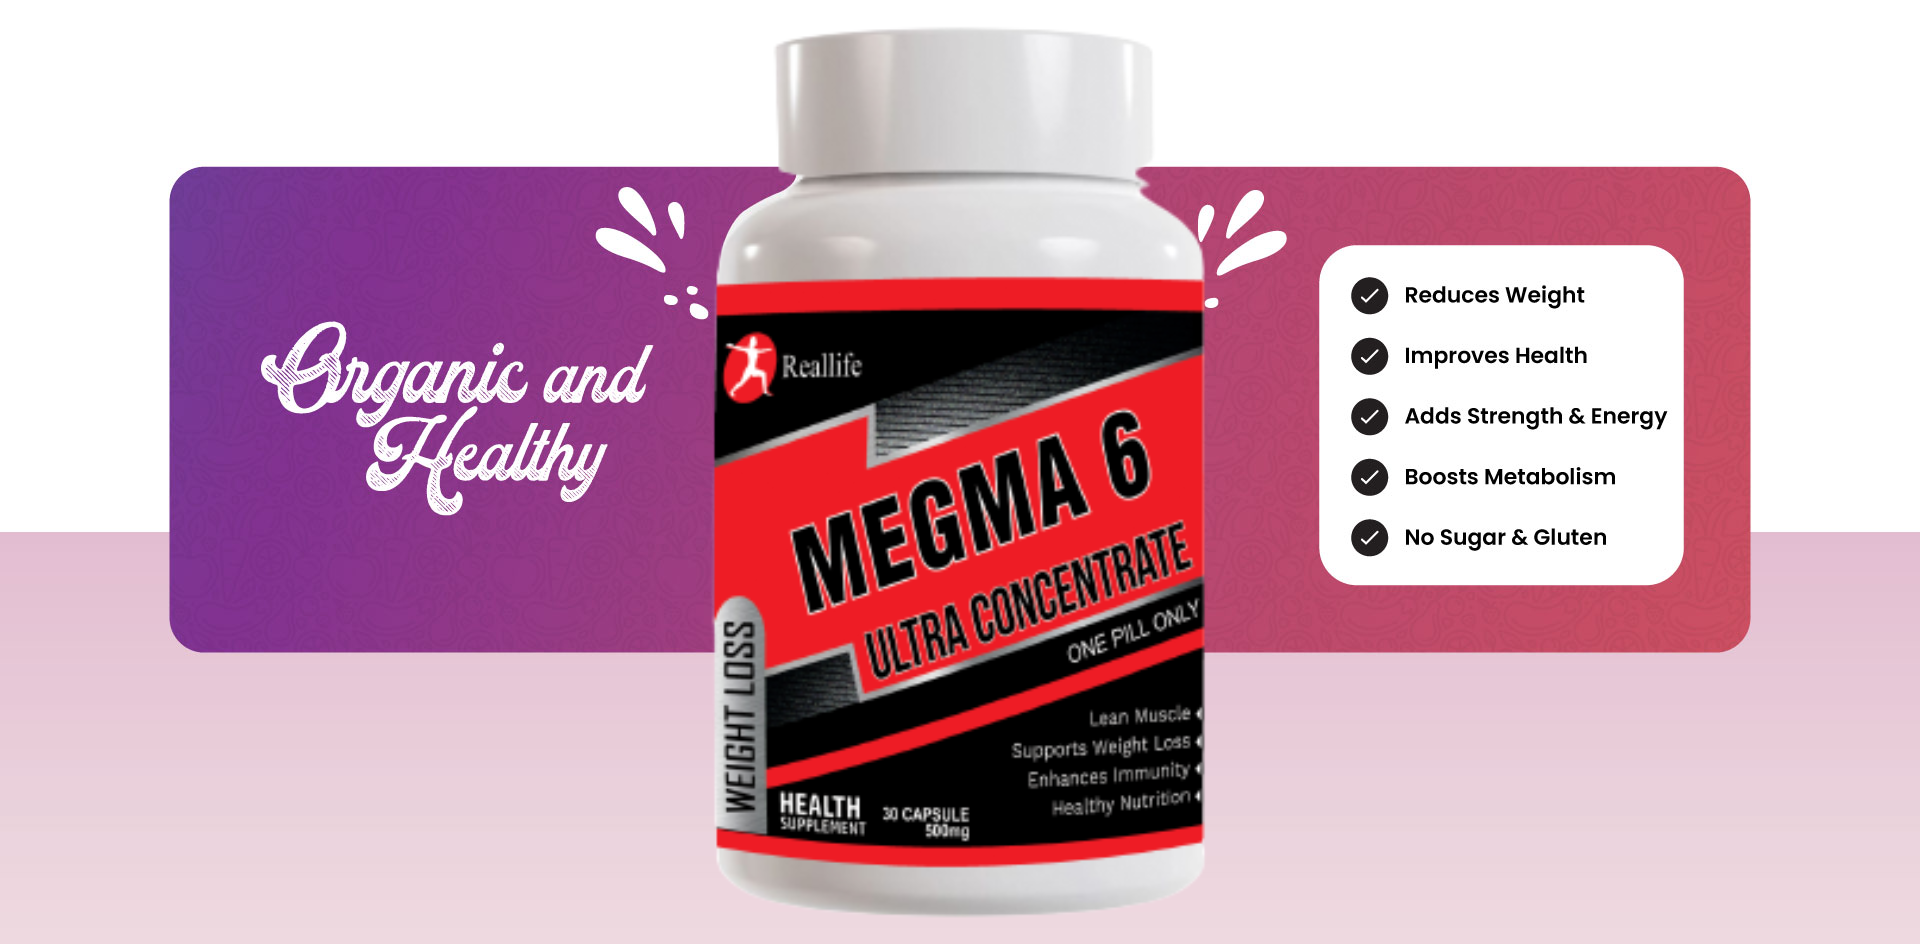 Organic and
Healthy
Reallife
MEGMA 6
ULTRA CONCENTRATE
ONE PILL ONLY
WEIGHT LOSS
Lean Muscle
Supports Weight Loss
Enhances Immunity
Healthy Nutrition
HEALTH
SUPPLEMENT
30 CAPSULE
500mg
Reduces Weight
Improves Health
Adds Strength & Energy
Boosts Metabolism
No Sugar & Gluten